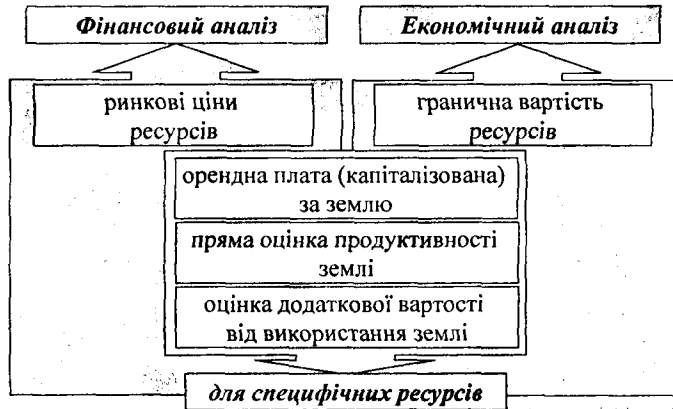 Фінансовий аналіз
Економічний аналіз
ринкові ціни
ресурсів
гранична вартість
ресурсів
орендна плата (капіталізована)
за землю
пряма оцінка продуктивності
землі
оцінка додаткової вартості
від використання землі
для специфічних ресурсів